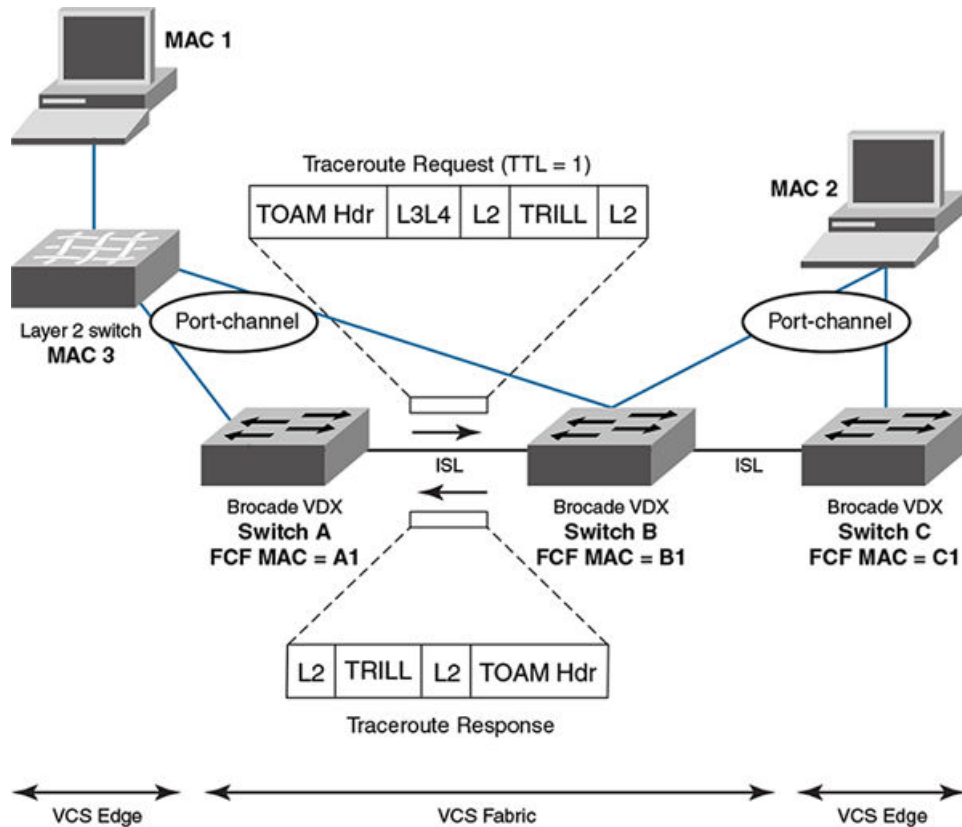 MAC 1
Traceroute Request (TTL = 1)
TOAM Hdr L3L4 L2 TRILL L2
MAC 2
Layer 2 switch
MAC 3
Port-channel
Port-channel
ISL
ISL
Brocade VDX
Switch A
FCF MAC = A1
Brocade VDX
Switch B
FCF MAC = B1
Brocade VDX
Switch C
FCF MAC = C1
L2 TRILL L2 TOAM Hdr
Traceroute Response
VCS Edge
VCS Fabric
VCS Edge